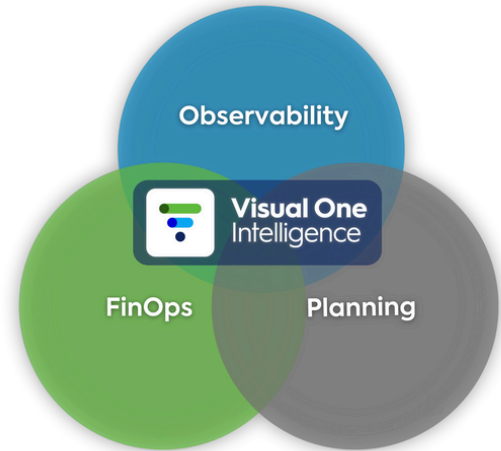 Observability
Visual One
Intelligence
FinOps
Planning